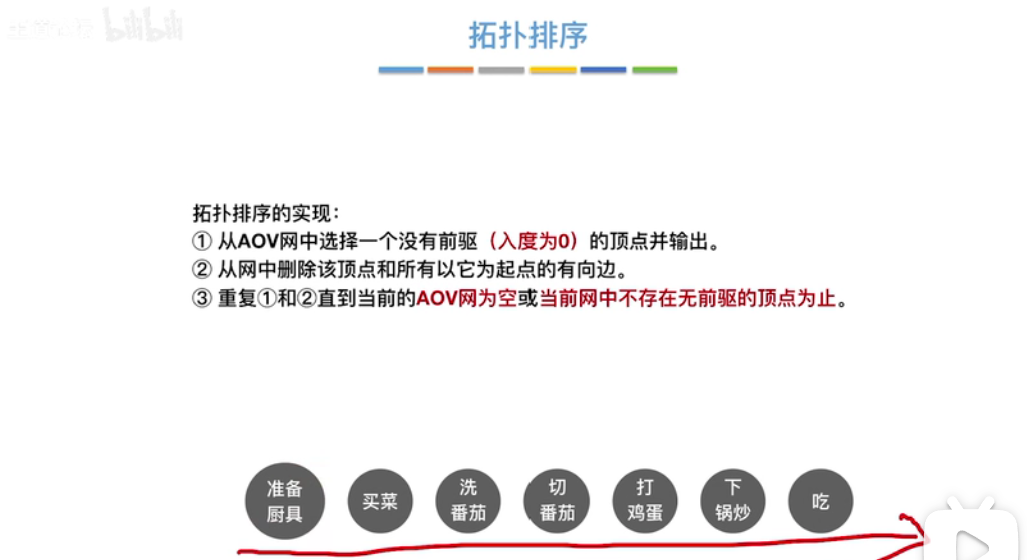 bilibili
拓扑排序
拓扑排序的实现：
① 从AOV网中选择一个没有前驱（入度为0）的顶点并输出。
② 从网中删除该顶点和所有以它为起点的有向边。
③ 重复①和②直到当前的AOV网为空或当前网中不存在无前驱的顶点为止。
准备
厨具
买菜
洗
番茄
切
番茄
打
鸡蛋
下
锅炒
吃